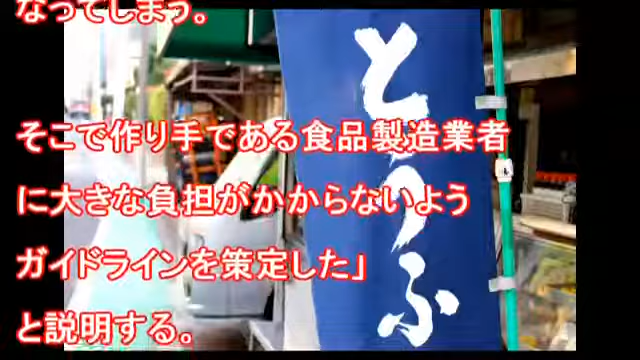 なってしまう。
そこで作り手である食品製造業者
に大きな負担がかからないよう
ガイドラインを策定した」
と説明する。
とうふ